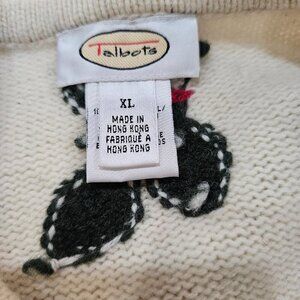 Talbots
XL
MADE IN
HONG KONG
FABRIQUÉ À
HONG KONG